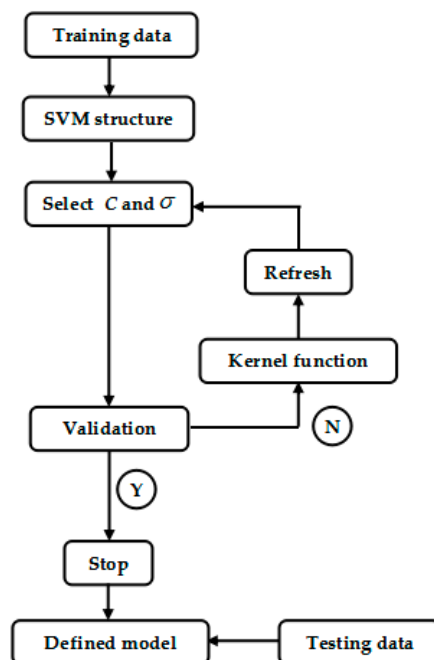 Training data
SVM structure
Select C and σ
Refresh
Kernel function
Validation
N
Y
Stop
Defined model
Testing data